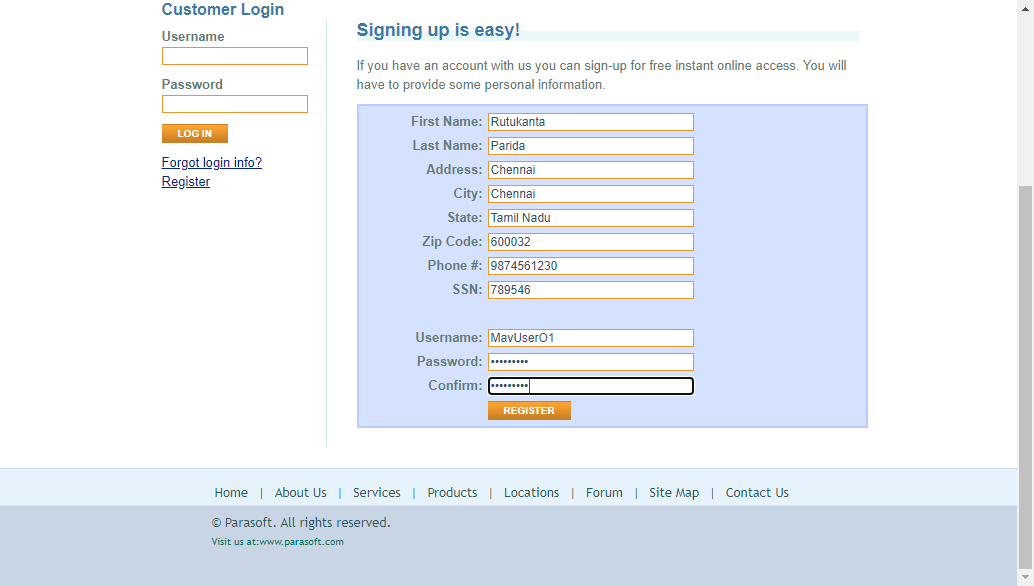 Customer Login
Username
Password
LOG IN
Forgot login info?
Register
Signing up is easy!
If you have an account with us you can sign-up for free instant online access. You will
have to provide some personal information.
First Name: Rutukanta
Last Name: Parida
Address: Chennai
City: Chennai
State: Tamil Nadu
Zip Code: 600032
Phone #: 9874561230
SSN: 789546
Username: MavUserO1
Password: •••••••••
Confirm: •••••••••
REGISTER
Home | About Us | Services | Products | Locations | Forum | Site Map | Contact Us
© Parasoft. All rights reserved.
Visit us at:www.parasoft.com